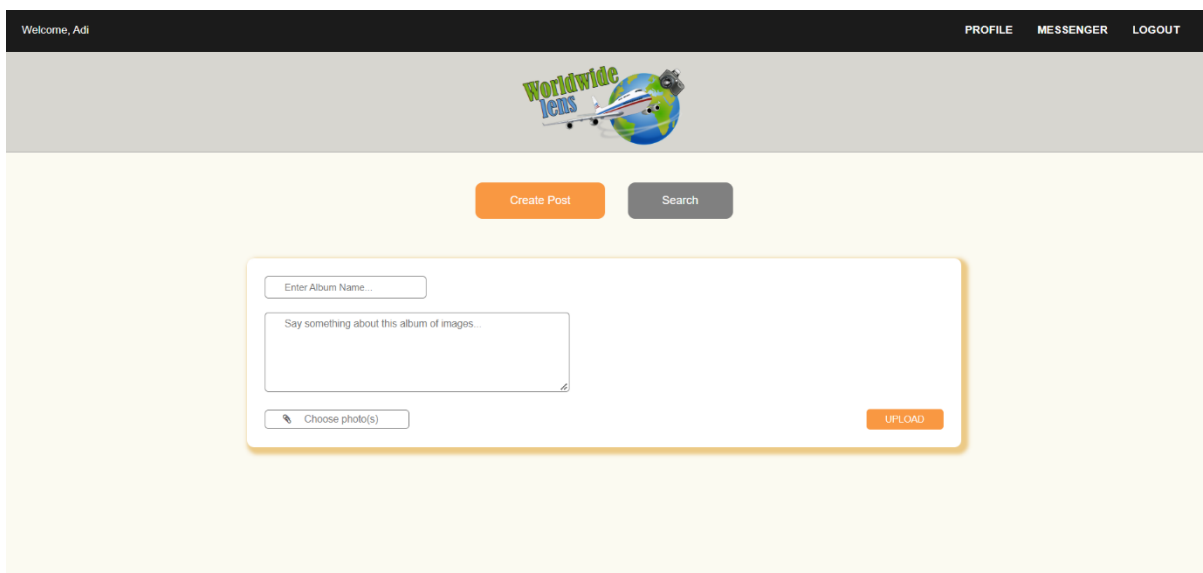 Welcome, Adi
PROFILE MESSENGER LOGOUT
Worldwide
lens
Create Post
Search
Enter Album Name...
Say something about this album of images...
Choose photo(s)
UPLOAD